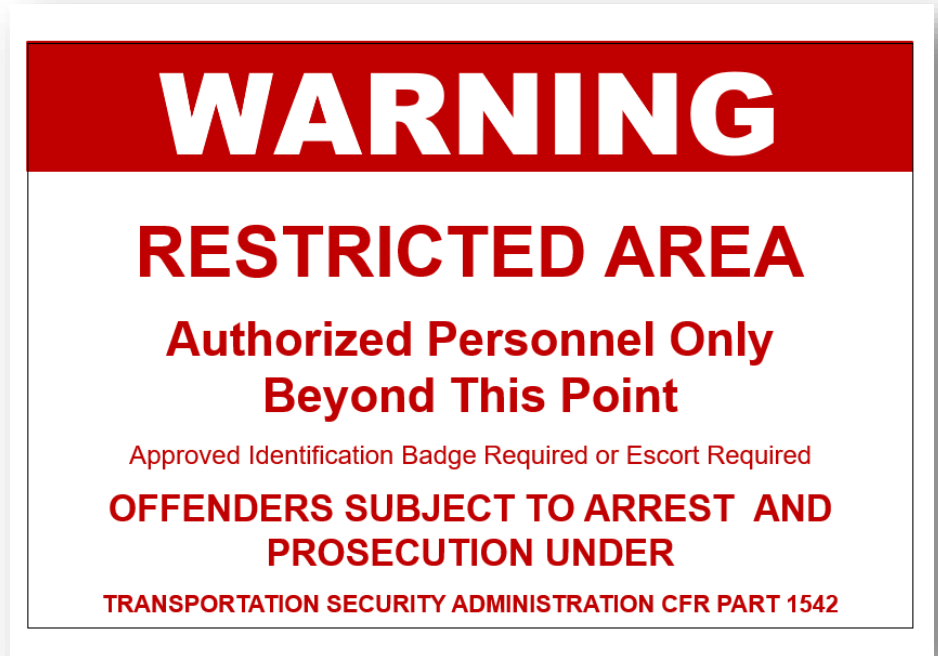 WARNING
RESTRICTED AREA
Authorized Personnel Only
Beyond This Point
Approved Identification Badge Required or Escort Required
OFFENDERS SUBJECT TO ARREST  AND
PROSECUTION UNDER
TRANSPORTATION SECURITY ADMINISTRATION CFR PART 1542